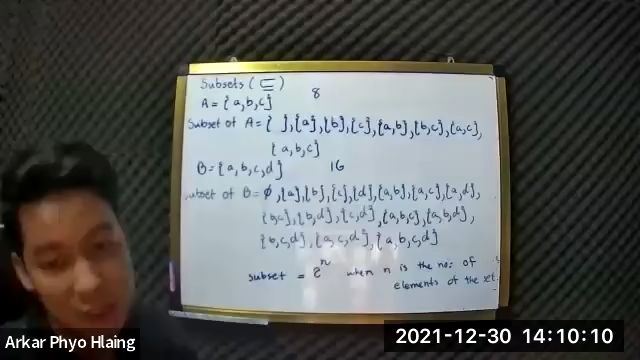 Subsets (⊆)
A = {a,b,c} 8
Subset of A = { }, {a}, {b}, {c}, {a,b}, {b,c}, {a,c},
{a,b,c}
B = {a,b,c,d} 16
subset of B = ∅, {a}, {b}, {c}, {d}, {a,b}, {a,c}, {a,d},
{b,c}, {b,d}, {c,d}, {a,b,c}, {a,b,d},
{b,c,d}, {a,c,d}, {a,b,c,d}
subset = 2ⁿ when n is the no: of
elements of the set.
Arkar Phyo Hlaing
2021-12-30 14:10:10